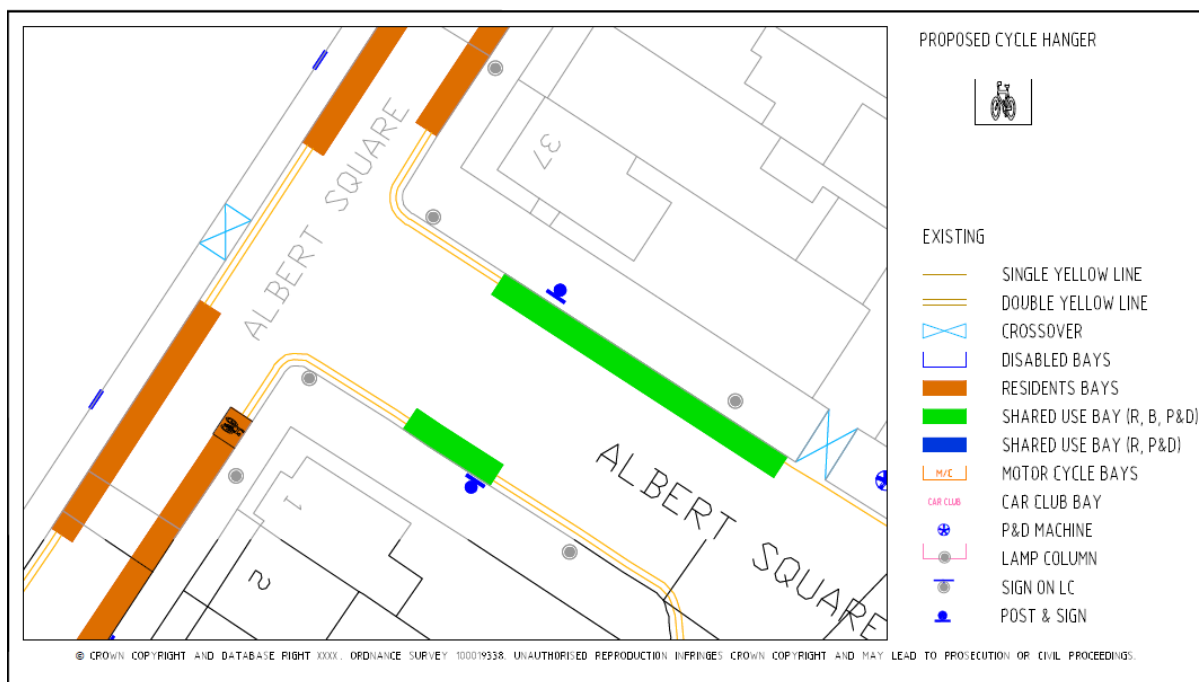 PROPOSED CYCLE HANGER
ALBERT SQUARE
37
ALBERT SQUARE
1
2
EXISTING
SINGLE YELLOW LINE
DOUBLE YELLOW LINE
CROSSOVER
DISABLED BAYS
RESIDENTS BAYS
SHARED USE BAY (R, B, P&D)
SHARED USE BAY (R, P&D)
M/C MOTOR CYCLE BAYS
CAR CLUB CAR CLUB BAY
P&D MACHINE
LAMP COLUMN
SIGN ON LC
POST & SIGN
© CROWN COPYRIGHT AND DATABASE RIGHT XXXX. ORDNANCE SURVEY 100019338. UNAUTHORISED REPRODUCTION INFRINGES CROWN COPYRIGHT AND MAY LEAD TO PROSECUTION OR CIVIL PROCEEDINGS.